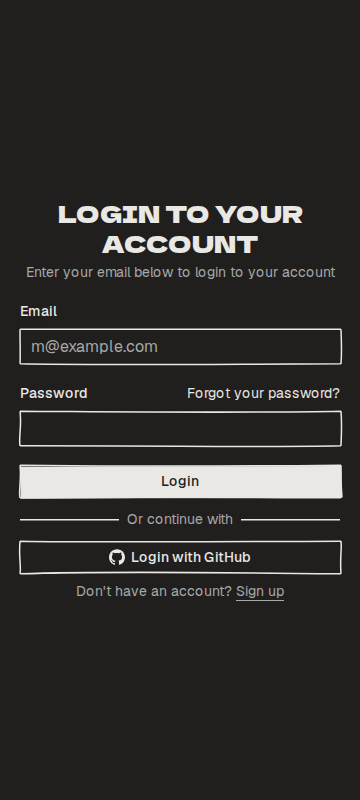 LOGIN TO YOUR
ACCOUNT
Enter your email below to login to your account
Email
m@example.com
Password Forgot your password?
Login
Or continue with
Login with GitHub
Don't have an account? Sign up